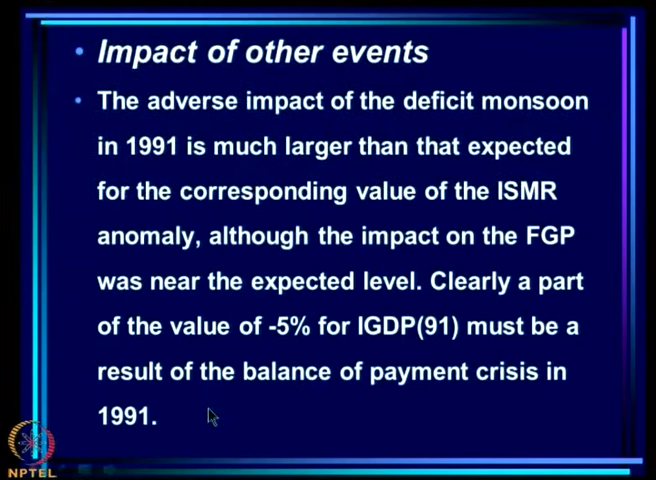 • Impact of other events
• The adverse impact of the deficit monsoon
in 1991 is much larger than that expected
for the corresponding value of the ISMR
anomaly, although the impact on the FGP
was near the expected level. Clearly a part
of the value of -5% for IGDP(91) must be a
result of the balance of payment crisis in
1991.
NPTEL